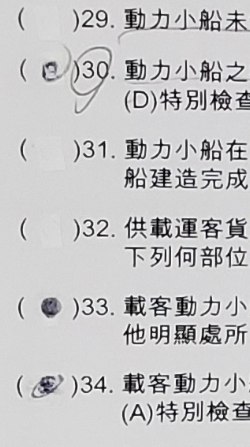 ( )29. 動力小船未
( )30. 動力小船之
(D)特別檢查
( )31. 動力小船在
船建造完成
( )32. 供載運客貨
下列何部位
( )33. 載客動力小
他明顯處所
( )34. 載客動力小
(A)特別檢查